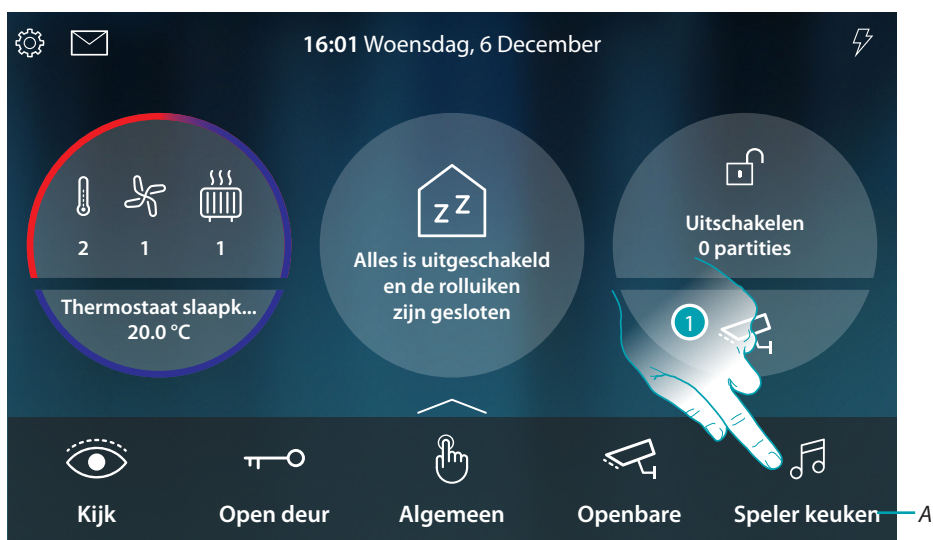 16:01 Woensdag, 6 December
2 1 1
Thermostaat slaapk...
20.0 °C
z Z
Alles is uitgeschakeld
en de rolluiken
zijn gesloten
Uitschakelen
0 partities
1
Kijk
Open deur
Algemeen
Openbare
Speler keuken
A